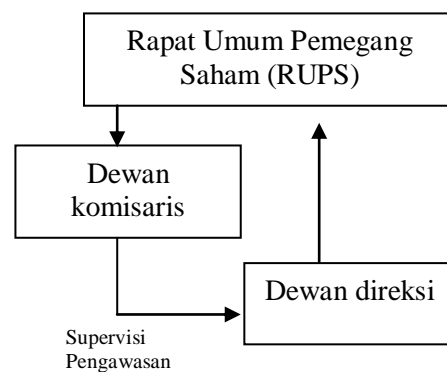 Rapat Umum Pemegang
Saham (RUPS)
Dewan
komisaris
Dewan direksi
Supervisi
Pengawasan